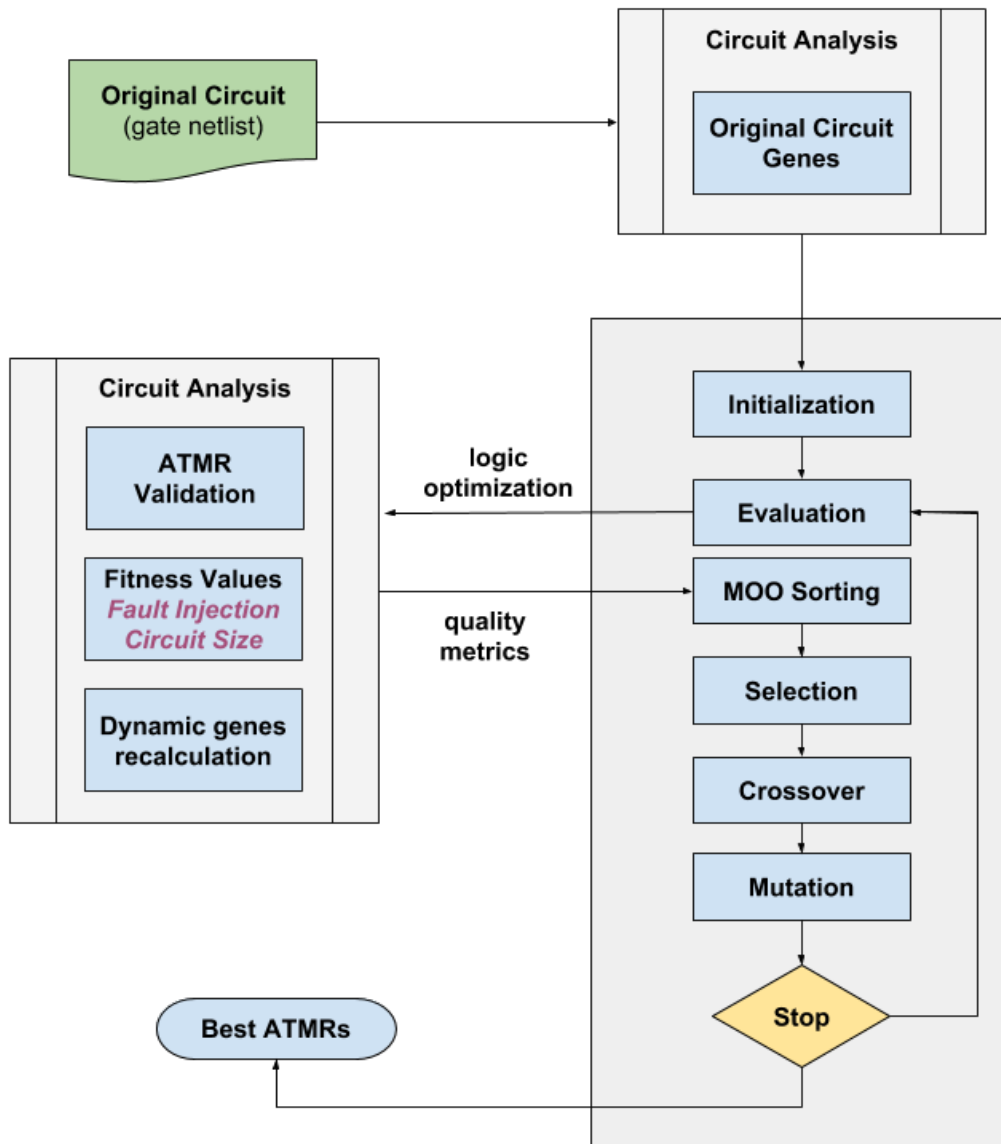 Circuit Analysis
Original Circuit
(gate netlist)
Original Circuit
Genes
Circuit Analysis
ATMR
Validation
Fitness Values
Fault Injection
Circuit Size
Dynamic genes
recalculation
logic
optimization
quality
metrics
Initialization
Evaluation
MOO Sorting
Selection
Crossover
Mutation
Stop
Best ATMRs